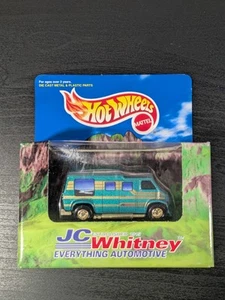 For ages over 3 years.
DIE-CAST METAL & PLASTIC PARTS
HOT WHEELS
MATTEL
JC Whitney
EVERYTHING AUTOMOTIVE